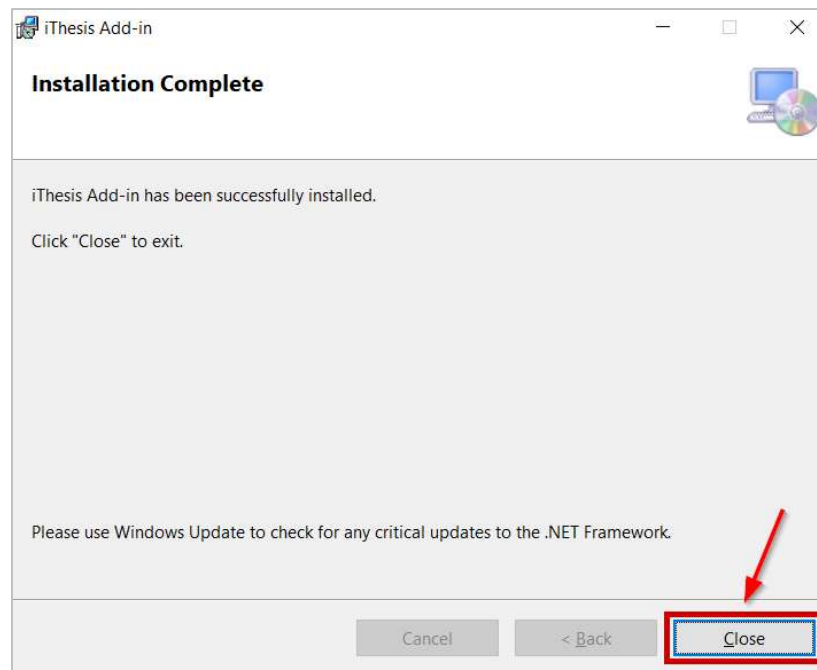 iThesis Add-in
Installation Complete
iThesis Add-in has been successfully installed.
Click "Close" to exit.
Please use Windows Update to check for any critical updates to the .NET Framework.
Cancel
< Back
Close